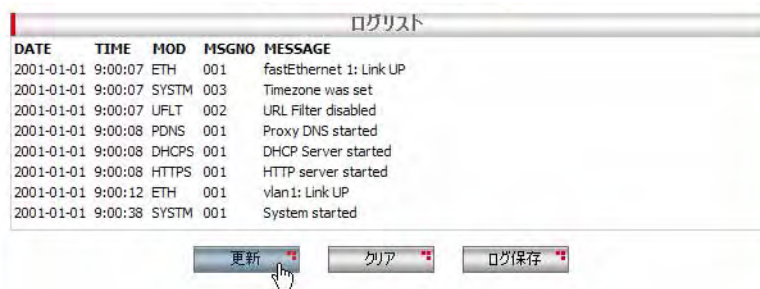 ログリスト
DATE TIME MOD MSGNO MESSAGE
2001-01-01 9:00:07 ETH 001 fastEthernet 1: Link UP
2001-01-01 9:00:07 SYSTM 003 Timezone was set
2001-01-01 9:00:07 UFLT 002 URL Filter disabled
2001-01-01 9:00:08 PDNS 001 Proxy DNS started
2001-01-01 9:00:08 DHCPS 001 DHCP Server started
2001-01-01 9:00:08 HTTPS 001 HTTP server started
2001-01-01 9:00:12 ETH 001 vlan1: Link UP
2001-01-01 9:00:38 SYSTM 001 System started
更新 クリア ログ保存